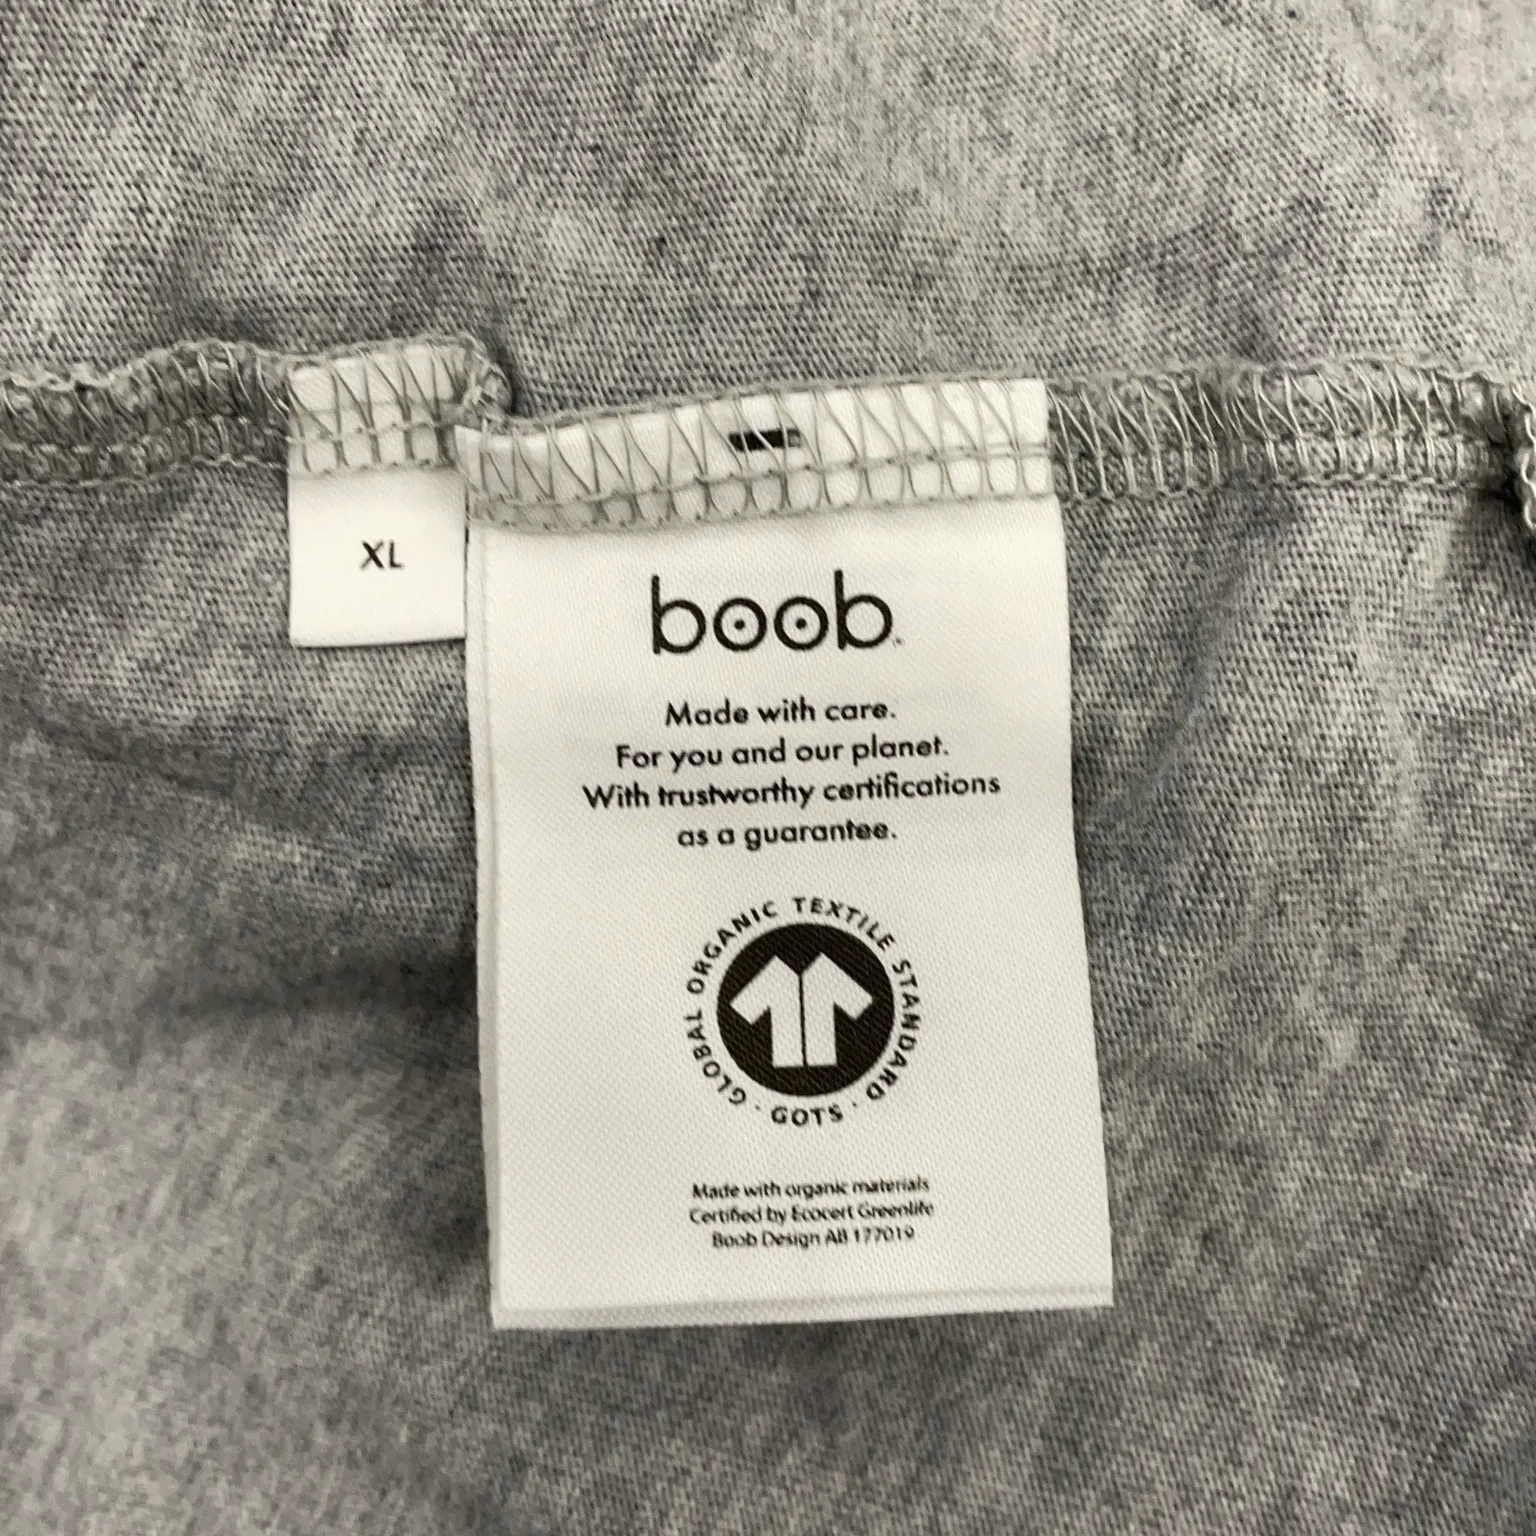 XL
boob
Made with care.
For you and our planet.
With trustworthy certifications
as a guarantee.
GLOBAL ORGANIC TEXTILE STANDARD · GOTS ·
Made with organic materials
Certified by Ecocert Greenlife
Boob Design AB 177019